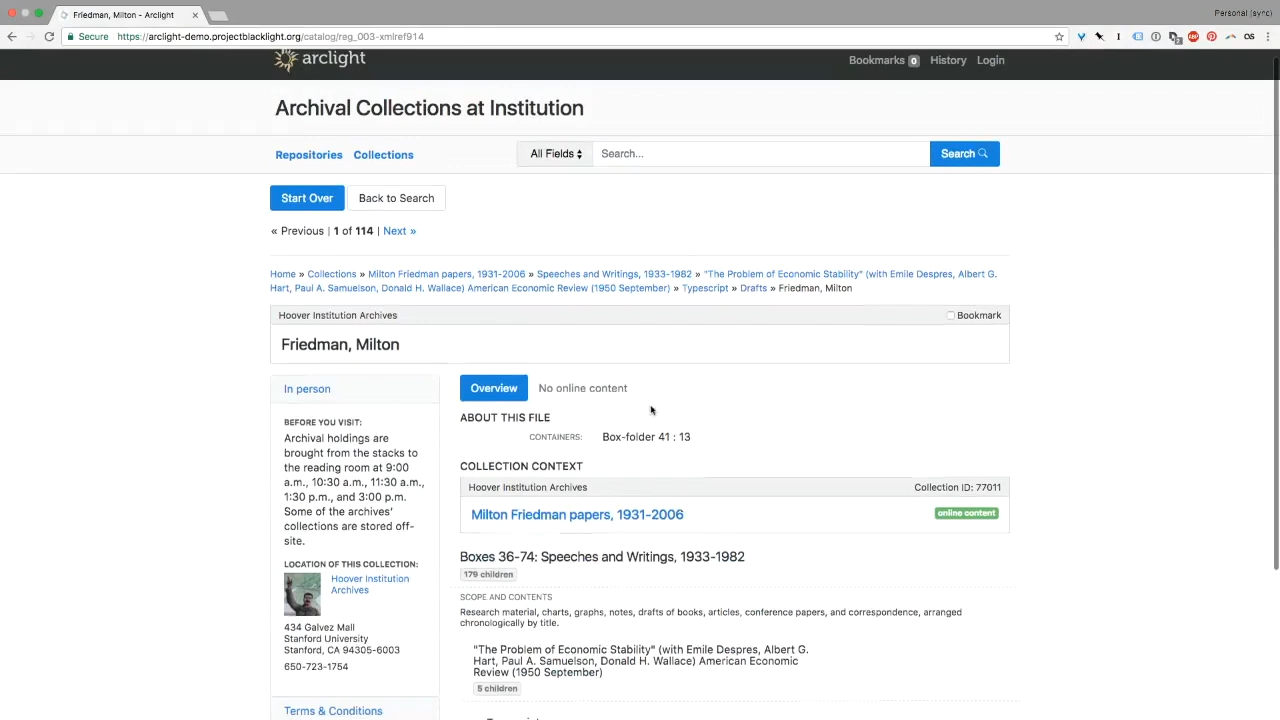 Friedman, Milton - Arclight
Personal (sync)
Secure https://arclight-demo.projectblacklight.org/catalog/reg_003-xmlref914
arclight
Bookmarks 0 History Login
Archival Collections at Institution
Repositories Collections All Fields Search... Search
Start Over Back to Search
« Previous | 1 of 114 | Next »
Home » Collections » Milton Friedman papers, 1931-2006 » Speeches and Writings, 1933-1982 » "The Problem of Economic Stability" (with Emile Despres, Albert G.
Hart, Paul A. Samuelson, Donald H. Wallace) American Economic Review (1950 September) » Typescript » Drafts » Friedman, Milton
Hoover Institution Archives Bookmark
Friedman, Milton
In person
BEFORE YOU VISIT:
Archival holdings are
brought from the stacks to
the reading room at 9:00
a.m., 10:30 a.m., 11:30 a.m.,
1:30 p.m., and 3:00 p.m.
Some of the archives'
collections are stored off-
site.
LOCATION OF THIS COLLECTION:
Hoover Institution
Archives
434 Galvez Mall
Stanford University
Stanford, CA 94305-6003
650-723-1754
Terms & Conditions
Overview No online content
ABOUT THIS FILE
CONTAINERS: Box-folder 41 : 13
COLLECTION CONTEXT
Hoover Institution Archives Collection ID: 77011
Milton Friedman papers, 1931-2006 online content
Boxes 36-74: Speeches and Writings, 1933-1982
179 children
SCOPE AND CONTENTS
Research material, charts, graphs, notes, drafts of books, articles, conference papers, and correspondence, arranged
chronologically by title.
"The Problem of Economic Stability" (with Emile Despres, Albert G.
Hart, Paul A. Samuelson, Donald H. Wallace) American Economic
Review (1950 September)
5 children